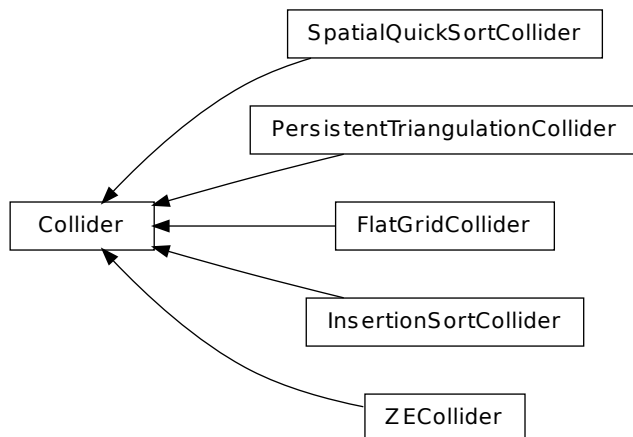 SpatialQuickSortCollider
PersistentTriangulationCollider
Collider
FlatGridCollider
InsertionSortCollider
ZECollider